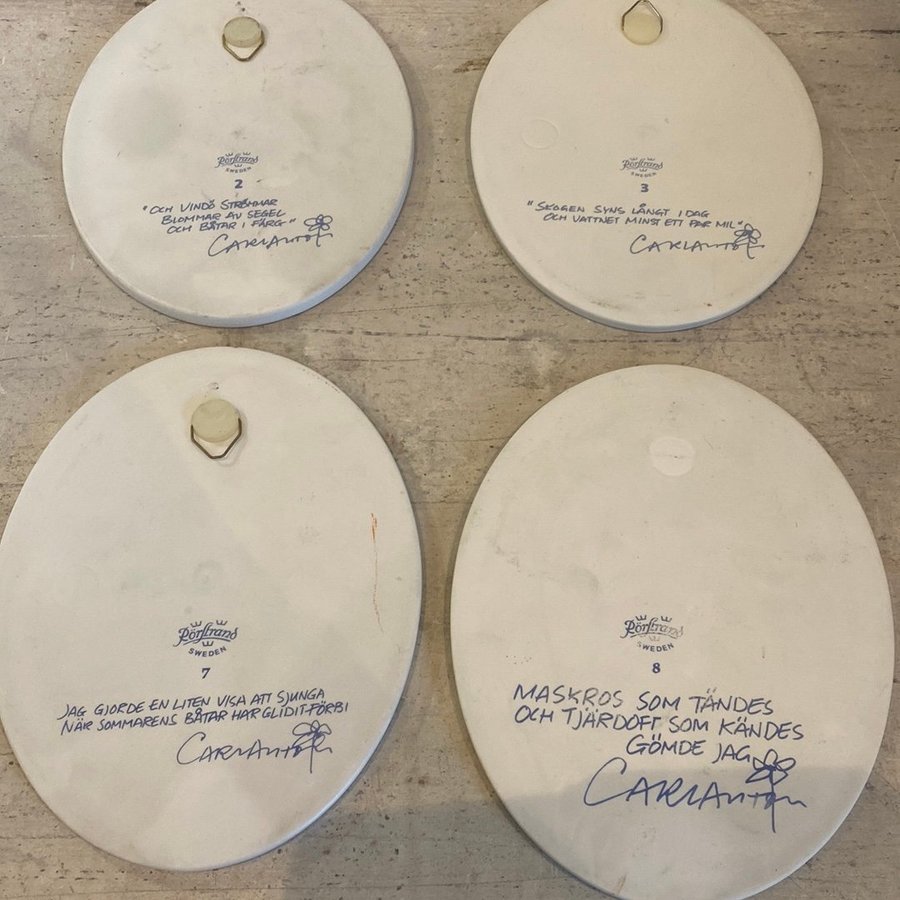 Rörstrand
SWEDEN
2
"OCH VINDÖ STRÖMMAR
BLOMMAR AV SEGEL
OCH BÅTAR I FÄRG"
CARLANTON
Rörstrand
SWEDEN
3
"SKOGEN SYNS LÅNGT I DAG
OCH VATTNET MINST ETT PAR MIL"
CARLANTON
Rörstrand
SWEDEN
7
JAG GJORDE EN LITEN VISA ATT SJUNGA
NÄR SOMMARENS BÅTAR HAR GLIDIT FÖRBI
CARLANTON
Rörstrand
SWEDEN
8
MASKROS SOM TÄNDES
OCH TJÄRDOFT SOM KÄNDES
GÖMDE JAG
CARLANTON